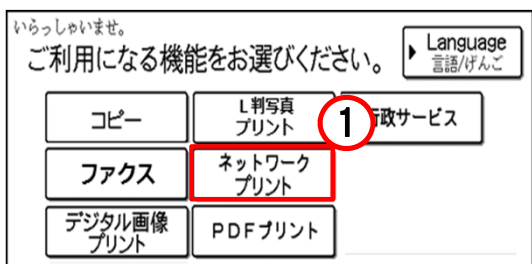 いらっしゃいませ。
ご利用になる機能をお選びください。
Language
言語/げんご
コピー
L判写真
プリント
1
政サービス
ファクス
ネットワーク
プリント
デジタル画像
プリント
PDFプリント